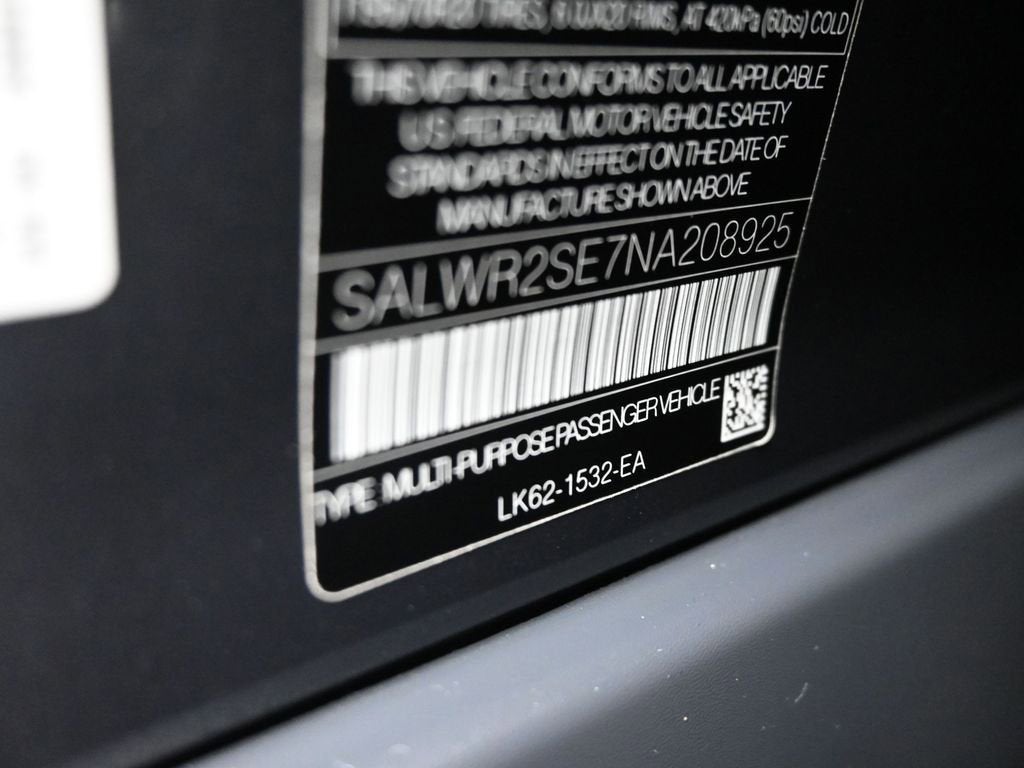 TIRES, RIMS, AT 420kPa (60psi) COLD
THIS VEHICLE CONFORMS TO ALL APPLICABLE
U.S. FEDERAL MOTOR VEHICLE SAFETY
STANDARDS IN EFFECT ON THE DATE OF
MANUFACTURE SHOWN ABOVE
SALWR2SE7NA208925
TYPE: MULTI-PURPOSE PASSENGER VEHICLE
LK62-1532-EA